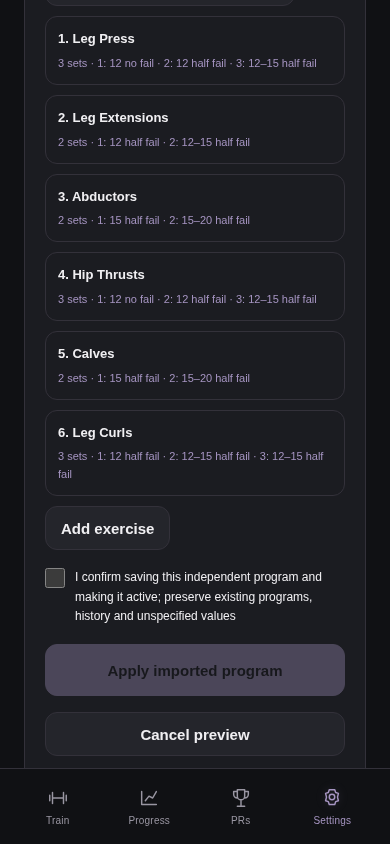 1. Leg Press
3 sets · 1: 12 no fail · 2: 12 half fail · 3: 12–15 half fail
2. Leg Extensions
2 sets · 1: 12 half fail · 2: 12–15 half fail
3. Abductors
2 sets · 1: 15 half fail · 2: 15–20 half fail
4. Hip Thrusts
3 sets · 1: 12 no fail · 2: 12 half fail · 3: 12–15 half fail
5. Calves
2 sets · 1: 15 half fail · 2: 15–20 half fail
6. Leg Curls
3 sets · 1: 12 half fail · 2: 12–15 half fail · 3: 12–15 half
fail
Add exercise
I confirm saving this independent program and
making it active; preserve existing programs,
history and unspecified values
Apply imported program
Cancel preview
Train Progress PRs Settings